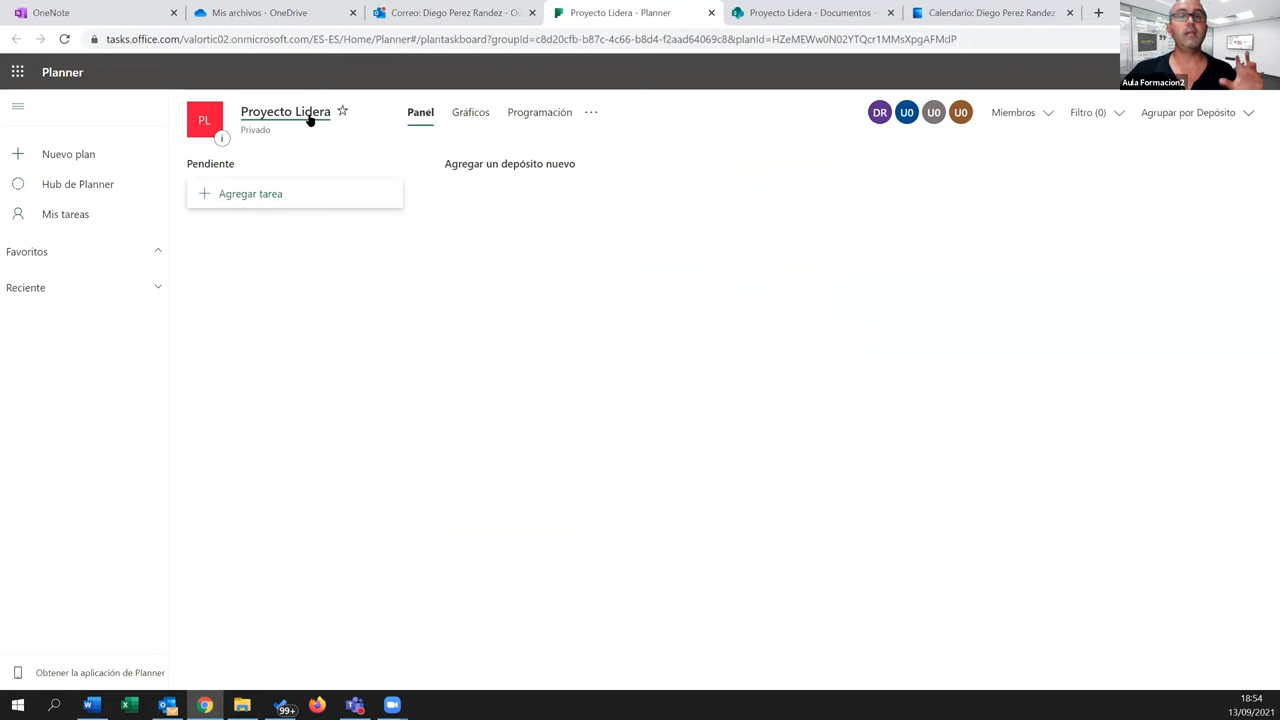 OneNote
Mis archivos - OneDrive
Correo: Diego Perez Randez - Ou
Proyecto Lidera - Planner
Proyecto Lidera - Documentos -
Calendario: Diego Perez Randez
tasks.office.com/valortic02.onmicrosoft.com/ES-ES/Home/Planner#/plantaskboard?groupId=c8d20cfb-b87c-4c66-b8d4-f2aad64069c8&planId=HZeMEWw0N02YTQcr1MMsXpgAFMdP
Aula Formacion2
Planner
PL
Proyecto Lidera
Privado
Panel
Gráficos
Programación
DR
U0
U0
U0
Miembros
Filtro (0)
Agrupar por Depósito
Nuevo plan
Hub de Planner
Mis tareas
Favoritos
Reciente
Pendiente
Agregar un depósito nuevo
Agregar tarea
Obtener la aplicación de Planner
99+
18:54
13/09/2021